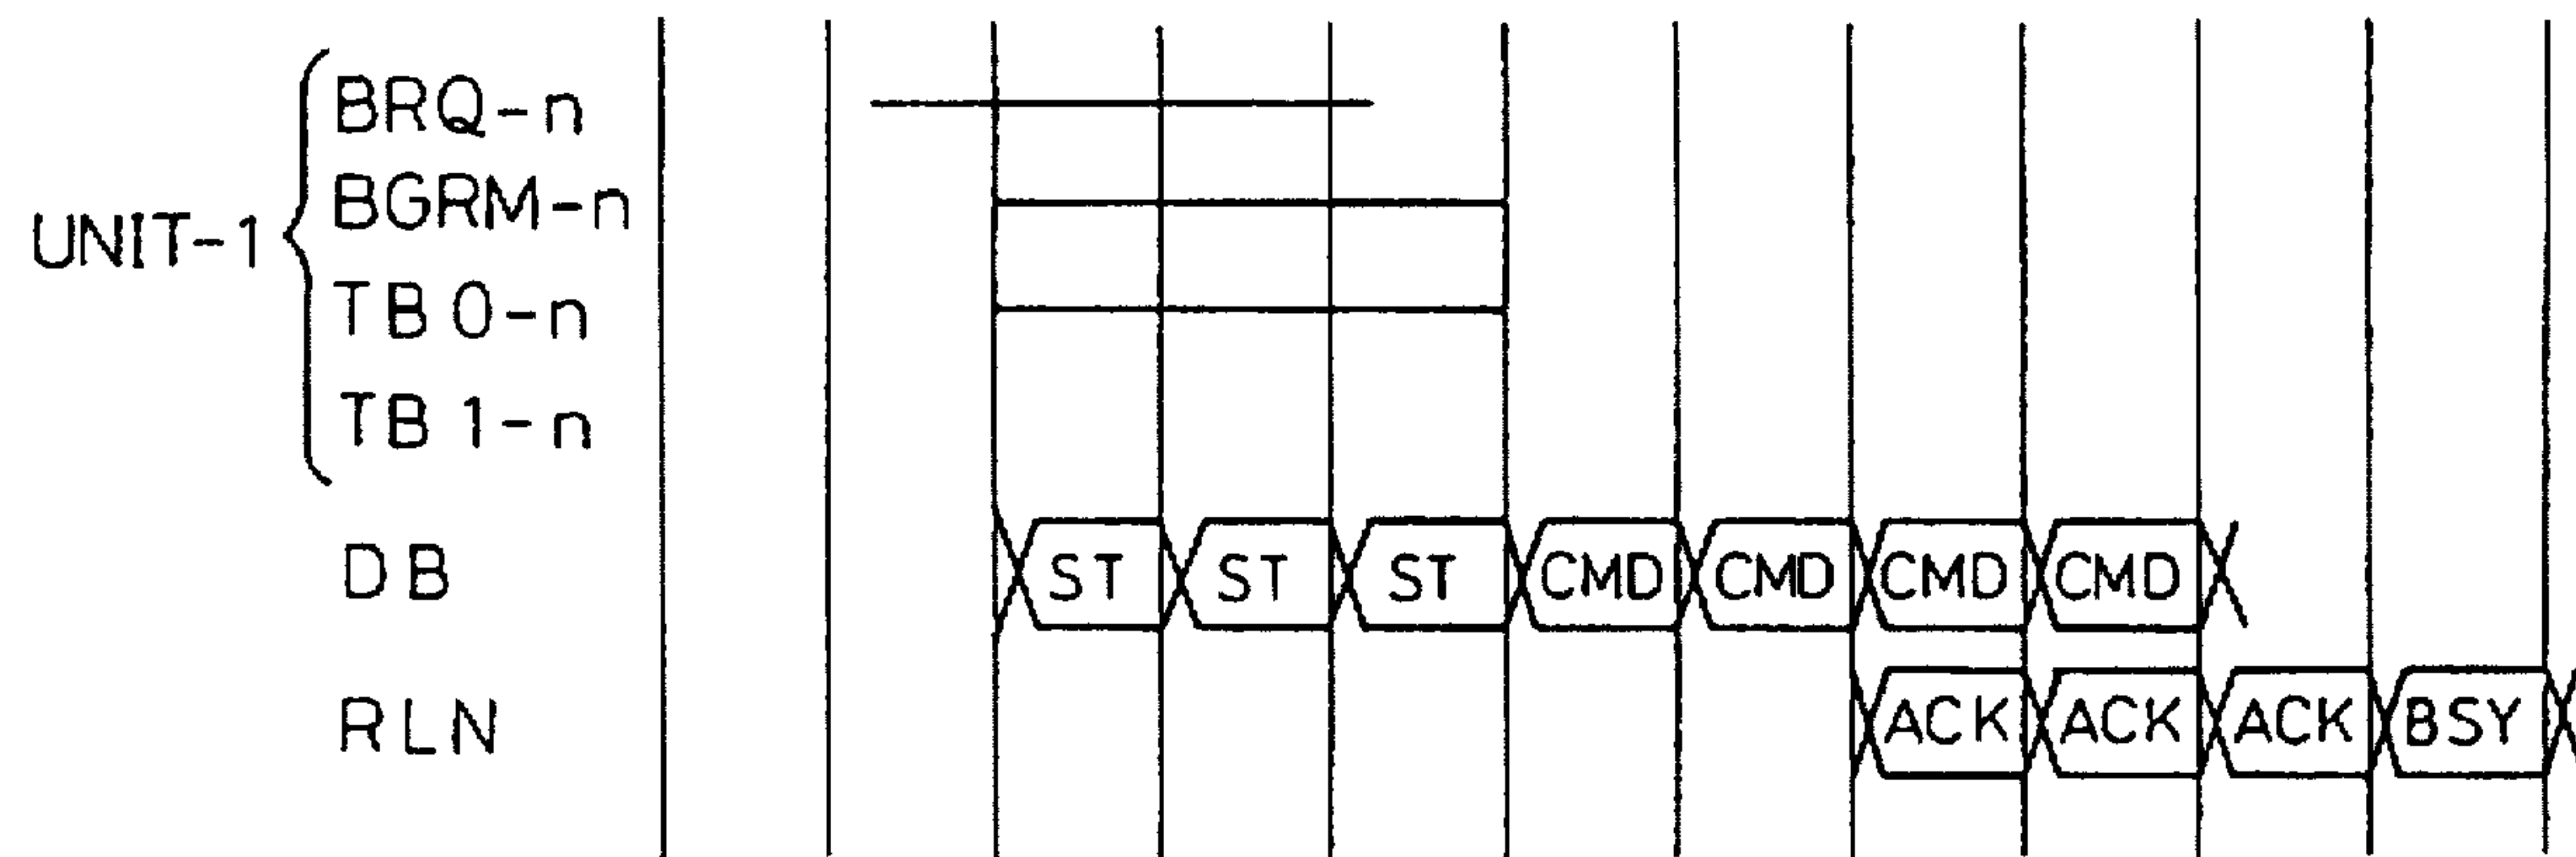 BRQ-n
BGRM-n
UNIT-1
TB 0-n
TB 1-n
DB ST ST ST CMD CMD CMD CMD
RLN ACK ACK ACK BSY